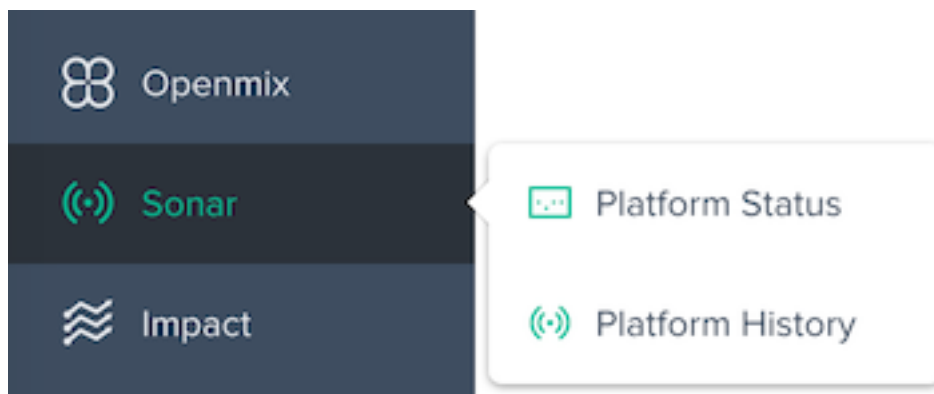 Openmix
Sonar
Platform Status
Impact
Platform History